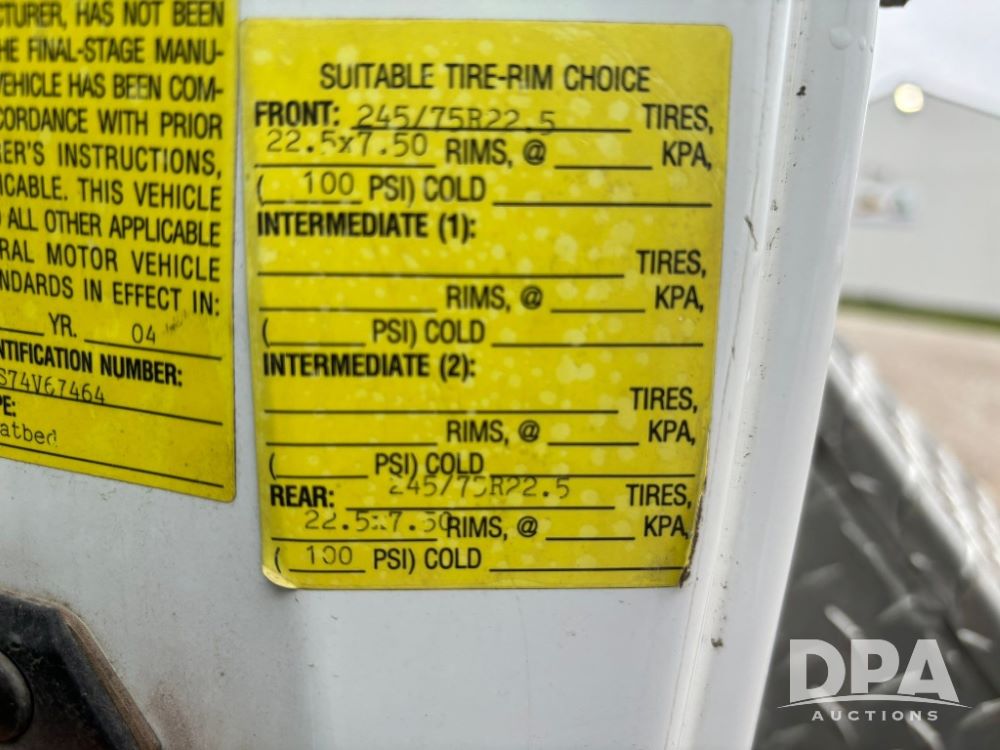 CTURER, HAS NOT BEEN
HE FINAL-STAGE MANU-
VEHICLE HAS BEEN COM-
CORDANCE WITH PRIOR
RER'S INSTRUCTIONS,
ICABLE. THIS VEHICLE
O ALL OTHER APPLICABLE
RAL MOTOR VEHICLE
NDARDS IN EFFECT IN:
YR. 04
NTIFICATION NUMBER:
S74V67464
PE:
atbed
SUITABLE TIRE-RIM CHOICE
FRONT: 245/75R22.5 TIRES,
22.5x7.50 RIMS, @ KPA,
( 100 PSI) COLD
INTERMEDIATE (1):
TIRES,
RIMS, @ KPA,
( PSI) COLD
INTERMEDIATE (2):
TIRES,
RIMS, @ KPA,
( PSI) COLD
REAR: 245/75R22.5 TIRES,
22.5x7.50 RIMS, @ KPA,
( 100 PSI) COLD
DPA
AUCTIONS